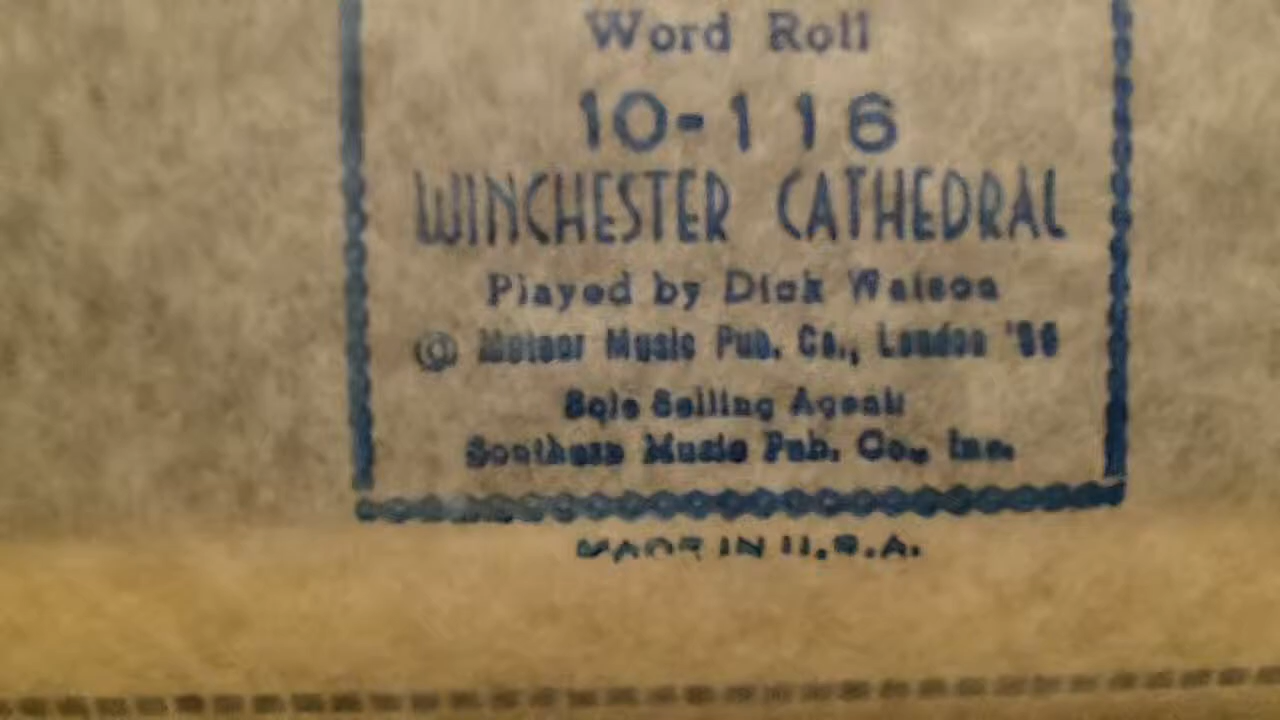 Word Roll
10-116
WINCHESTER CATHEDRAL
Played by Dick Watson
© Meteor Music Pub. Co., London '66
Sole Selling Agent:
Southern Music Pub. Co., Inc.
MADE IN U.S.A.